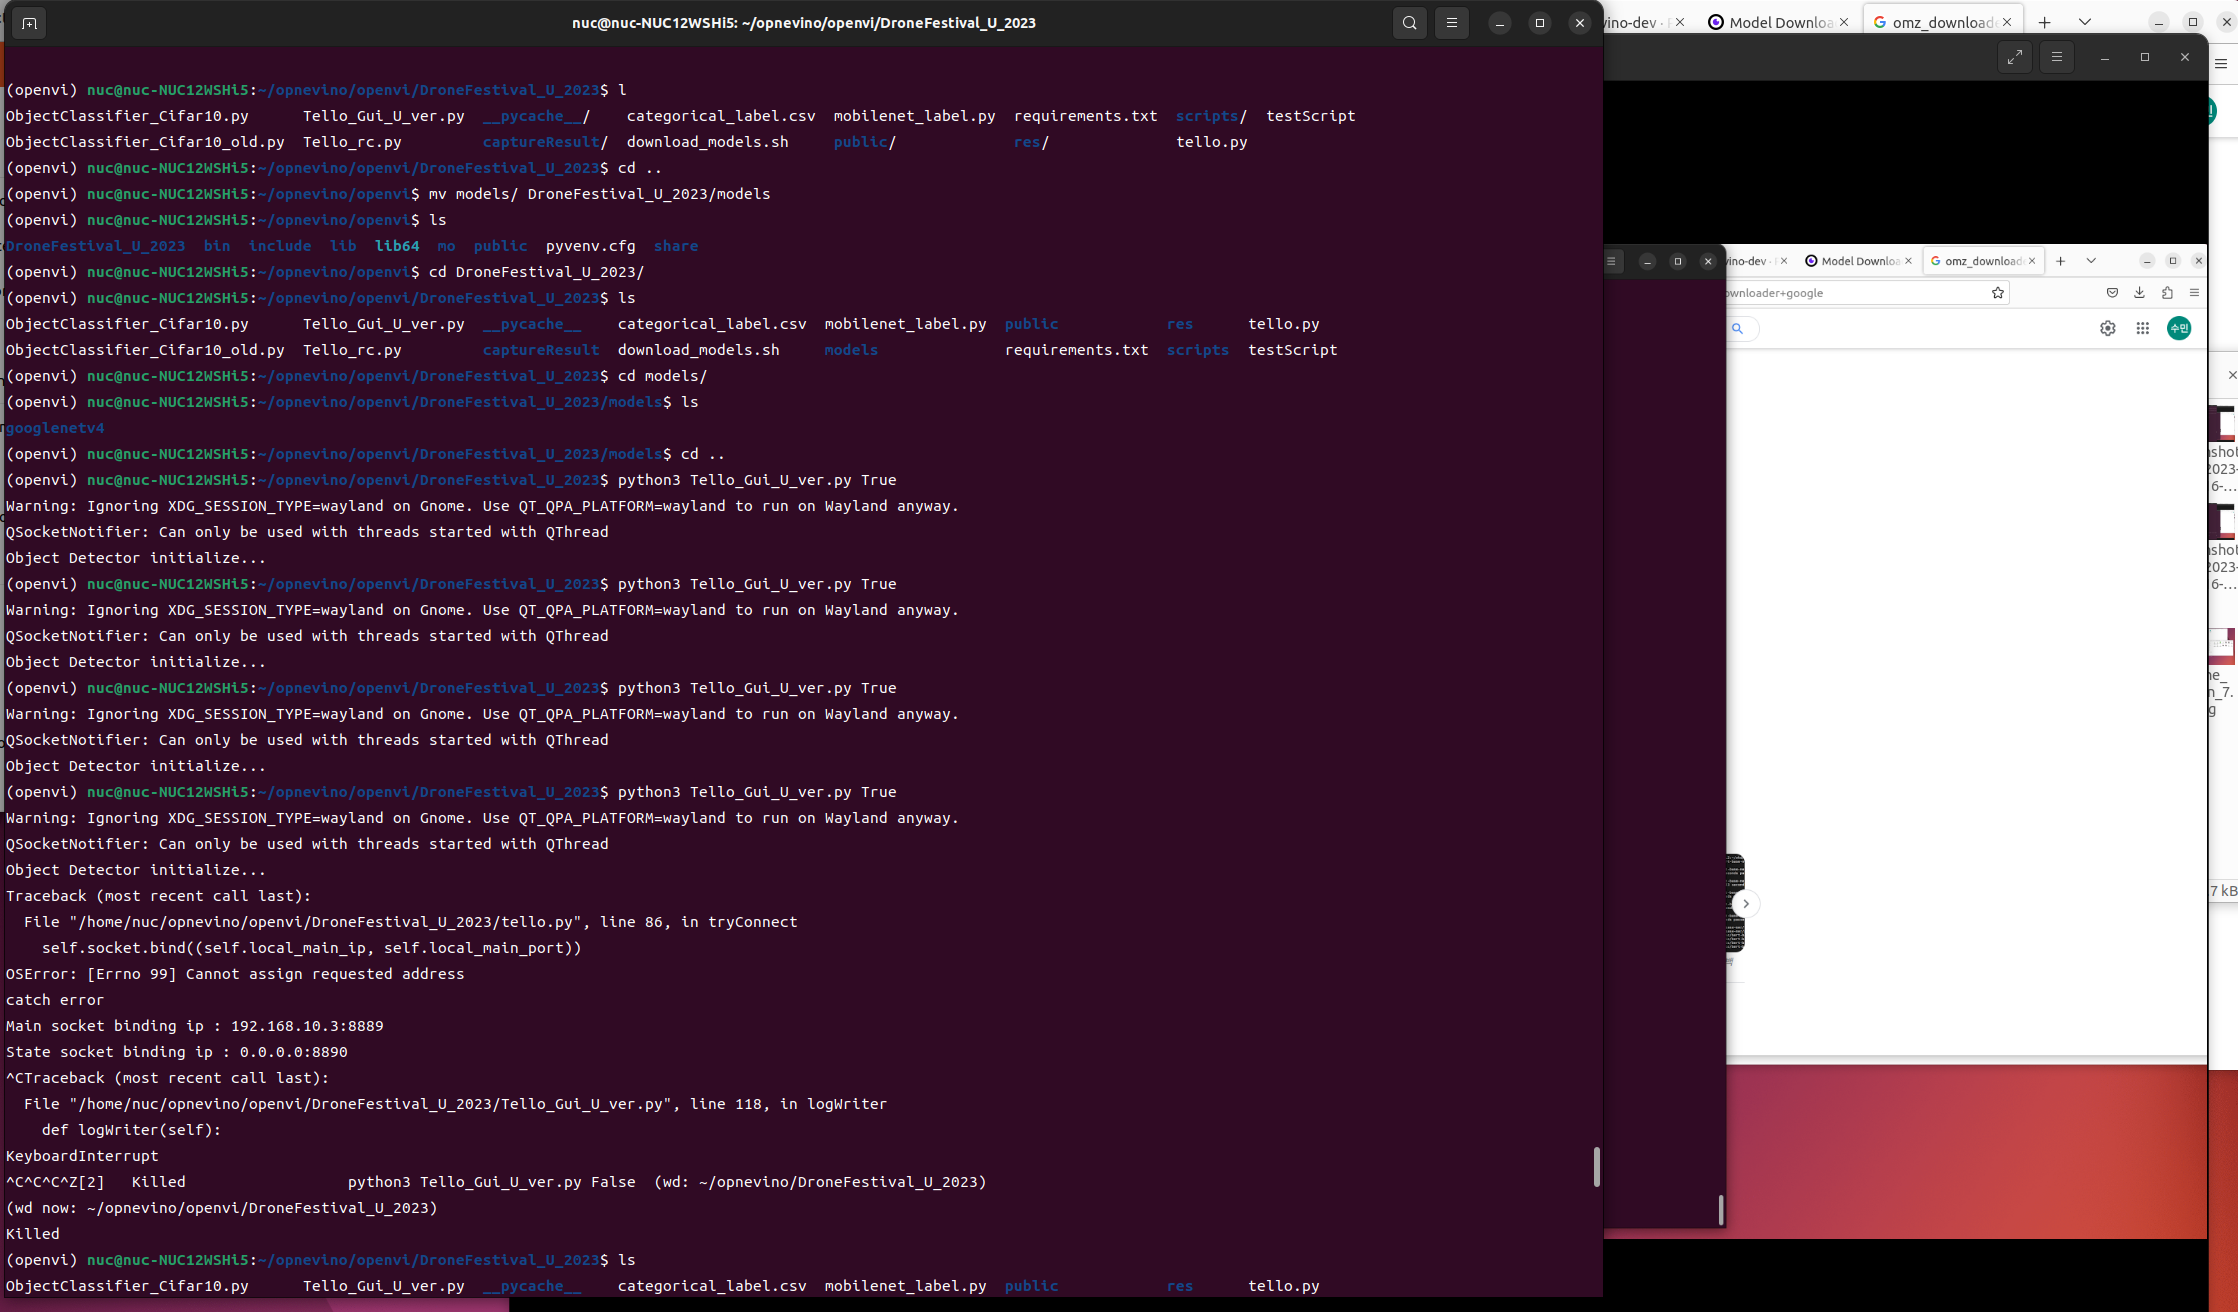 nuc@nuc-NUC12WSHi5: ~/opnevino/openvi/DroneFestival_U_2023
(openvi) nuc@nuc-NUC12WSHi5:~/opnevino/openvi/DroneFestival_U_2023$ l
ObjectClassifier_Cifar10.py Tello_Gui_U_ver.py __pycache__/ categorical_label.csv mobilenet_label.py requirements.txt scripts/ testScript
ObjectClassifier_Cifar10_old.py Tello_rc.py captureResult/ download_models.sh public/ res/ tello.py
(openvi) nuc@nuc-NUC12WSHi5:~/opnevino/openvi/DroneFestival_U_2023$ cd ..
(openvi) nuc@nuc-NUC12WSHi5:~/opnevino/openvi$ mv models/ DroneFestival_U_2023/models
(openvi) nuc@nuc-NUC12WSHi5:~/opnevino/openvi$ ls
DroneFestival_U_2023 bin include lib lib64 mo public pyvenv.cfg share
(openvi) nuc@nuc-NUC12WSHi5:~/opnevino/openvi$ cd DroneFestival_U_2023/
(openvi) nuc@nuc-NUC12WSHi5:~/opnevino/openvi/DroneFestival_U_2023$ ls
ObjectClassifier_Cifar10.py Tello_Gui_U_ver.py __pycache__ categorical_label.csv mobilenet_label.py public res tello.py
ObjectClassifier_Cifar10_old.py Tello_rc.py captureResult download_models.sh models requirements.txt scripts testScript
(openvi) nuc@nuc-NUC12WSHi5:~/opnevino/openvi/DroneFestival_U_2023$ cd models/
(openvi) nuc@nuc-NUC12WSHi5:~/opnevino/openvi/DroneFestival_U_2023/models$ ls
googlenetv4
(openvi) nuc@nuc-NUC12WSHi5:~/opnevino/openvi/DroneFestival_U_2023/models$ cd ..
(openvi) nuc@nuc-NUC12WSHi5:~/opnevino/openvi/DroneFestival_U_2023$ python3 Tello_Gui_U_ver.py True
Warning: Ignoring XDG_SESSION_TYPE=wayland on Gnome. Use QT_QPA_PLATFORM=wayland to run on Wayland anyway.
QSocketNotifier: Can only be used with threads started with QThread
Object Detector initialize...
(openvi) nuc@nuc-NUC12WSHi5:~/opnevino/openvi/DroneFestival_U_2023$ python3 Tello_Gui_U_ver.py True
Warning: Ignoring XDG_SESSION_TYPE=wayland on Gnome. Use QT_QPA_PLATFORM=wayland to run on Wayland anyway.
QSocketNotifier: Can only be used with threads started with QThread
Object Detector initialize...
(openvi) nuc@nuc-NUC12WSHi5:~/opnevino/openvi/DroneFestival_U_2023$ python3 Tello_Gui_U_ver.py True
Warning: Ignoring XDG_SESSION_TYPE=wayland on Gnome. Use QT_QPA_PLATFORM=wayland to run on Wayland anyway.
QSocketNotifier: Can only be used with threads started with QThread
Object Detector initialize...
(openvi) nuc@nuc-NUC12WSHi5:~/opnevino/openvi/DroneFestival_U_2023$ python3 Tello_Gui_U_ver.py True
Warning: Ignoring XDG_SESSION_TYPE=wayland on Gnome. Use QT_QPA_PLATFORM=wayland to run on Wayland anyway.
QSocketNotifier: Can only be used with threads started with QThread
Object Detector initialize...
Traceback (most recent call last):
File "/home/nuc/opnevino/openvi/DroneFestival_U_2023/tello.py", line 86, in tryConnect
self.socket.bind((self.local_main_ip, self.local_main_port))
OSError: [Errno 99] Cannot assign requested address
catch error
Main socket binding ip : 192.168.10.3:8889
State socket binding ip : 0.0.0.0:8890
^CTraceback (most recent call last):
File "/home/nuc/opnevino/openvi/DroneFestival_U_2023/Tello_Gui_U_ver.py", line 118, in logWriter
def logWriter(self):
KeyboardInterrupt
^C^C^C^Z[2] Killed python3 Tello_Gui_U_ver.py False (wd: ~/opnevino/DroneFestival_U_2023)
(wd now: ~/opnevino/openvi/DroneFestival_U_2023)
Killed
(openvi) nuc@nuc-NUC12WSHi5:~/opnevino/openvi/DroneFestival_U_2023$ ls
ObjectClassifier_Cifar10.py Tello_Gui_U_ver.py __pycache__ categorical_label.csv mobilenet_label.py public res tello.py
ino-dev · Model Downloa omz_downloade
ino-dev · Model Downloa omz_download
ownloader+google
수민
shot
2023-
6-...
shot
2023-
6-...
ne_
n_7.
g
7 kB